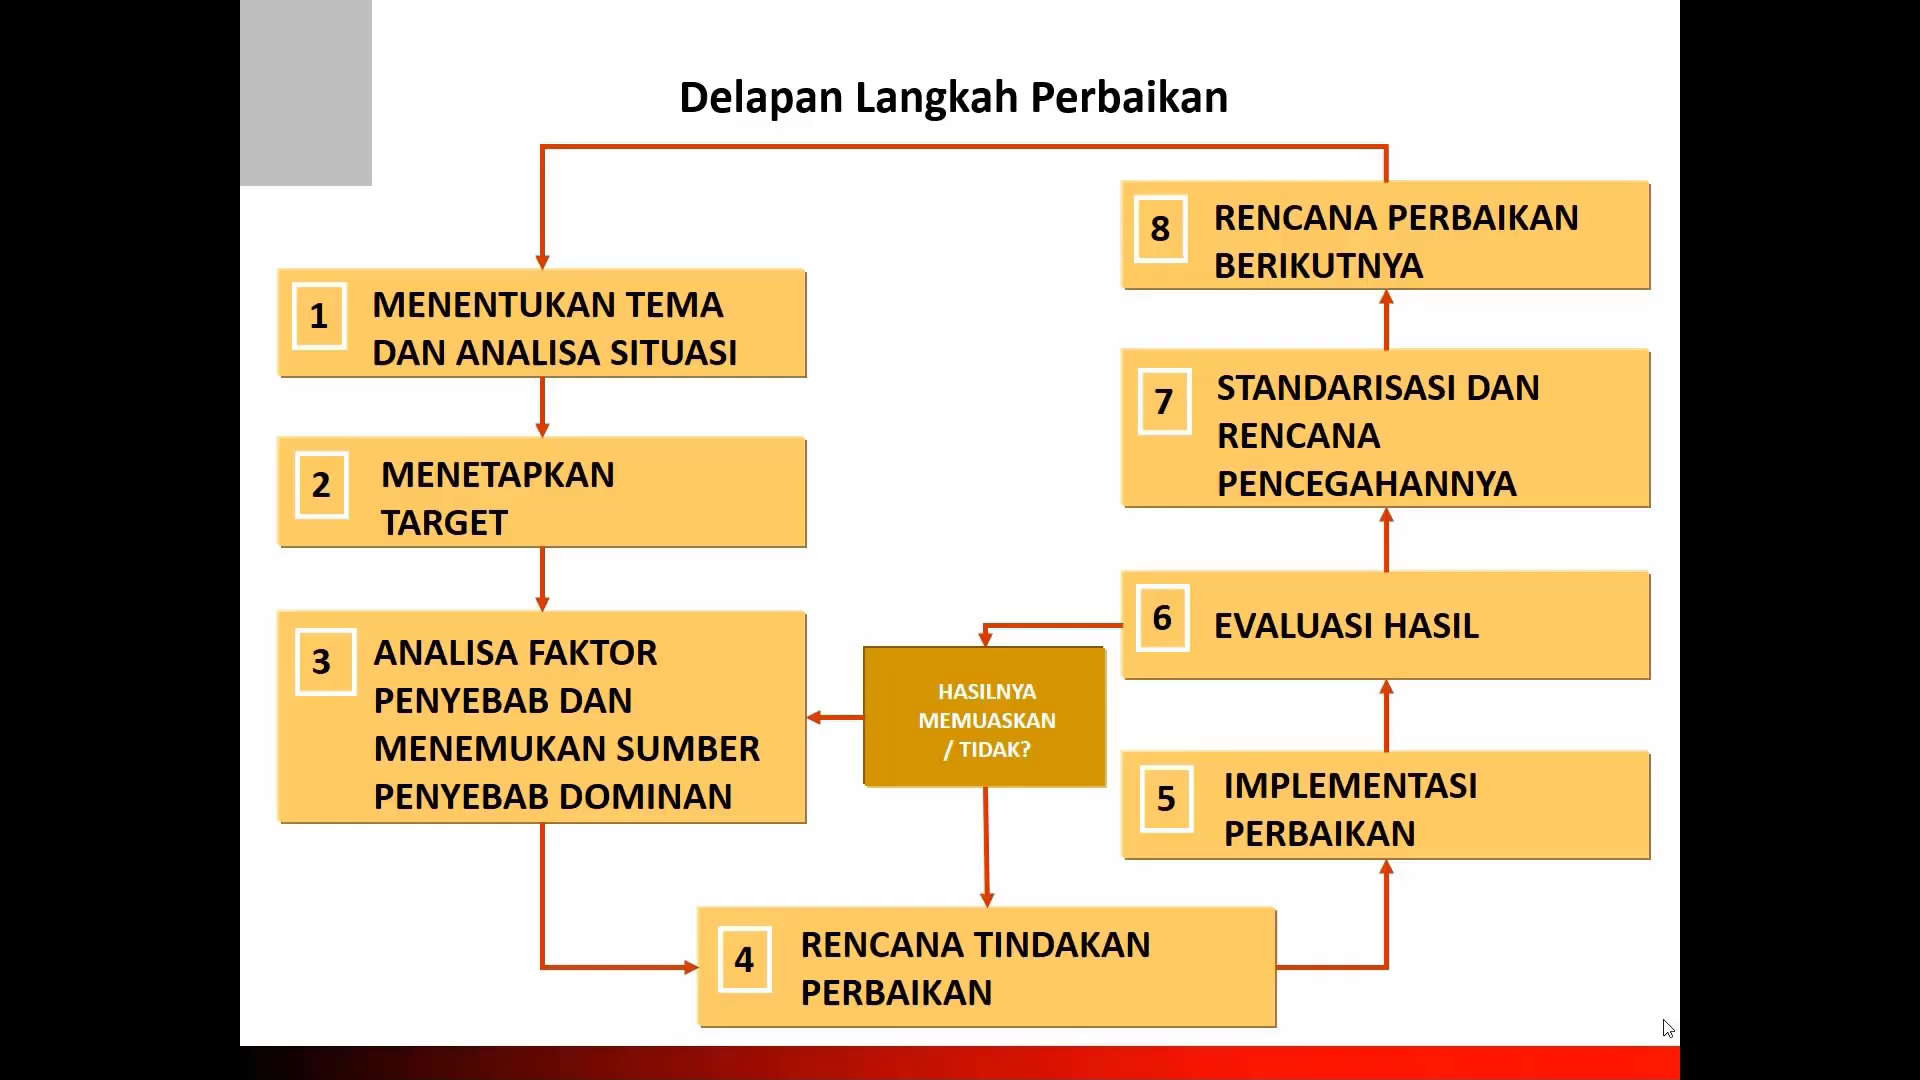 Delapan Langkah Perbaikan
1
MENENTUKAN TEMA
DAN ANALISA SITUASI
2
MENETAPKAN
TARGET
3
ANALISA FAKTOR
PENYEBAB DAN
MENEMUKAN SUMBER
PENYEBAB DOMINAN
HASILNYA
MEMUASKAN
/ TIDAK?
4
RENCANA TINDAKAN
PERBAIKAN
5
IMPLEMENTASI
PERBAIKAN
6
EVALUASI HASIL
7
STANDARISASI DAN
RENCANA
PENCEGAHANNYA
8
RENCANA PERBAIKAN
BERIKUTNYA